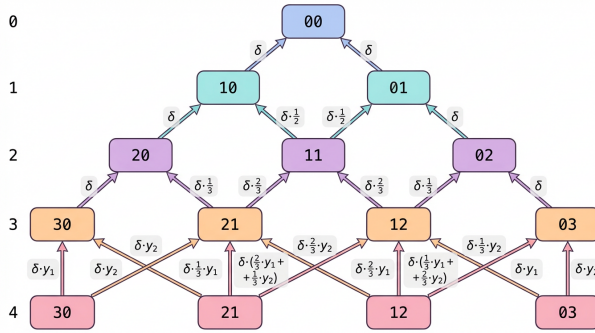 0 00
δ δ
1 10 01
δ δ·½ δ·½ δ
2 20 11 02
δ δ·⅓ δ·⅔ δ·⅔ δ·⅓ δ
3 30 21 12 03
δ·y₂ δ·⅔·y₂ δ·⅓·y₂
δ·y₁ δ·y₂ δ·⅓·y₁ δ·(⅔·y₁+ δ·⅔·y₁ δ·(⅓·y₁+ δ·y₁
+⅓·y₂) +⅔·y₂)
4 30 21 12 03